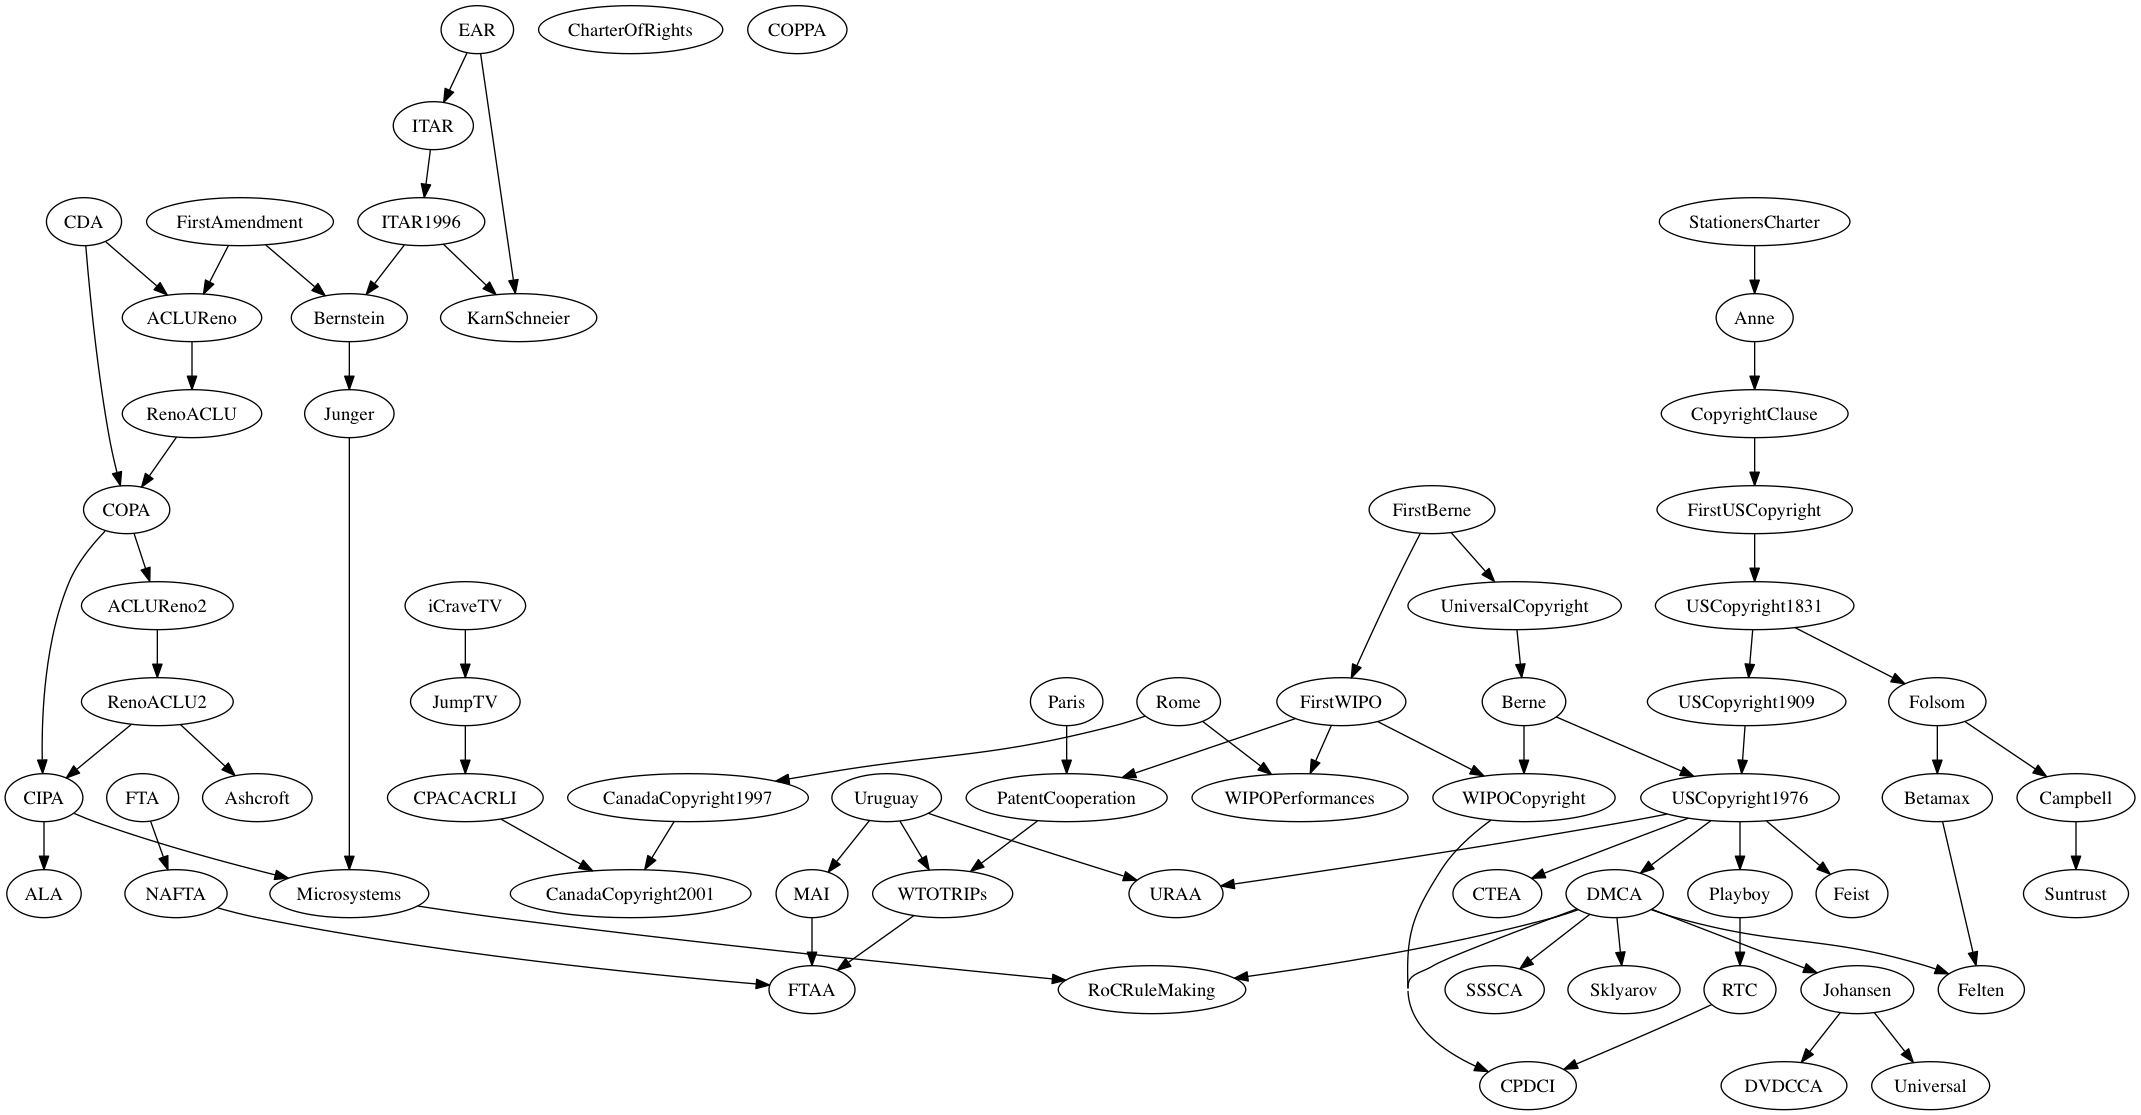 EAR
CharterOfRights
COPPA
ITAR
CDA
FirstAmendment
ITAR1996
StationersCharter
ACLUReno
Bernstein
KarnSchneier
Anne
RenoACLU
Junger
CopyrightClause
COPA
FirstBerne
FirstUSCopyright
ACLUReno2
iCraveTV
UniversalCopyright
USCopyright1831
RenoACLU2
JumpTV
Paris
Rome
FirstWIPO
Berne
USCopyright1909
Folsom
CIPA
FTA
Ashcroft
CPACACRLI
CanadaCopyright1997
Uruguay
PatentCooperation
WIPOPerformances
WIPOCopyright
USCopyright1976
Betamax
Campbell
ALA
NAFTA
Microsystems
CanadaCopyright2001
MAI
WTOTRIPs
URAA
CTEA
DMCA
Playboy
Feist
Suntrust
FTAA
RoCRuleMaking
SSSCA
Sklyarov
RTC
Johansen
Felten
CPDCI
DVDCCA
Universal